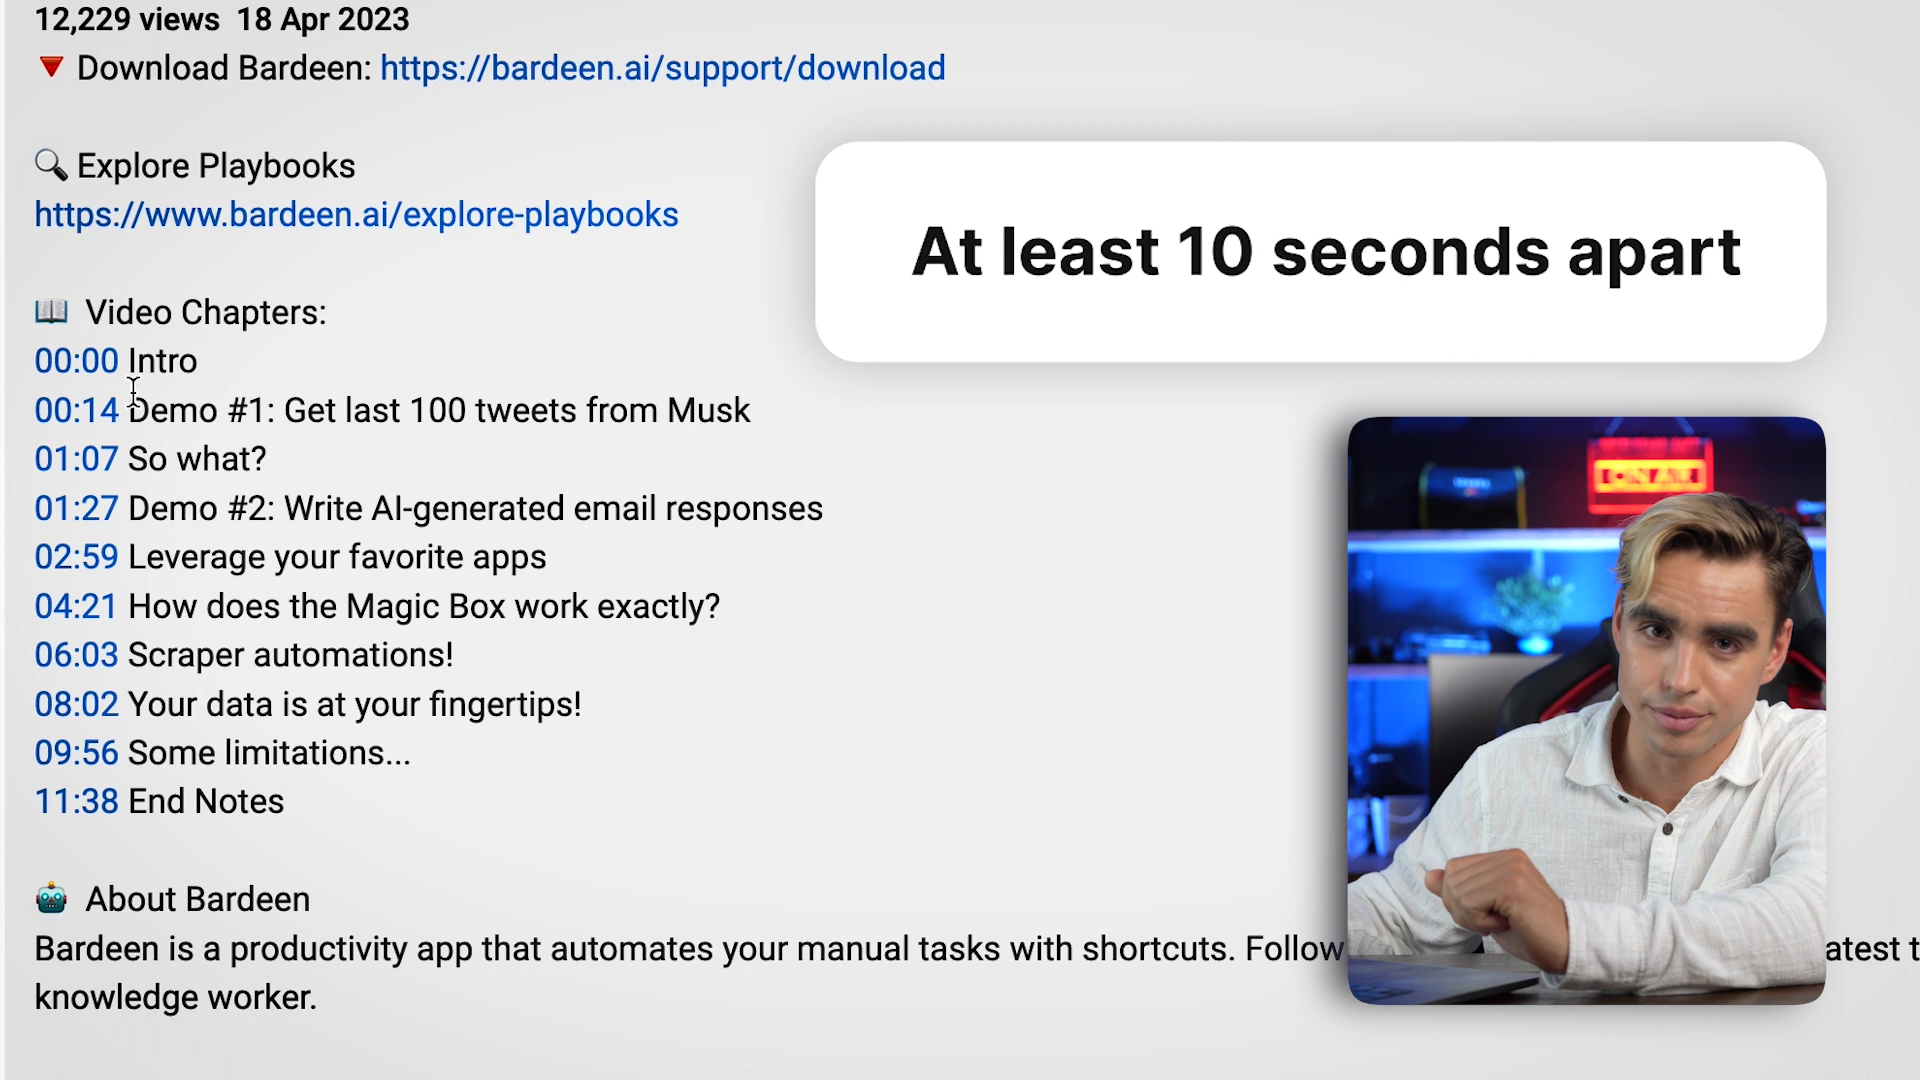 12,229 views 18 Apr 2023
Download Bardeen: https://bardeen.ai/support/download
Explore Playbooks
https://www.bardeen.ai/explore-playbooks
At least 10 seconds apart
Video Chapters:
00:00 Intro
00:14 Demo #1: Get last 100 tweets from Musk
01:07 So what?
01:27 Demo #2: Write AI-generated email responses
02:59 Leverage your favorite apps
04:21 How does the Magic Box work exactly?
06:03 Scraper automations!
08:02 Your data is at your fingertips!
09:56 Some limitations...
11:38 End Notes
ON AIR
About Bardeen
Bardeen is a productivity app that automates your manual tasks with shortcuts. Follow
knowledge worker.